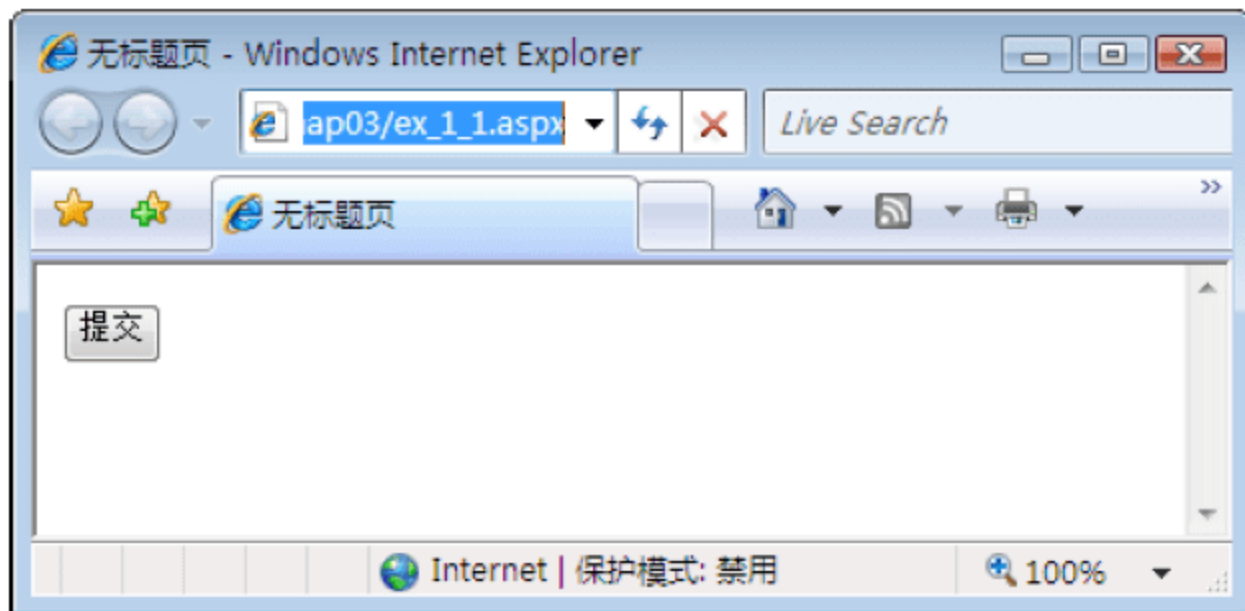 无标题页 - Windows Internet Explorer
ap03/ex_1_1.aspx
Live Search
无标题页
提交
Internet | 保护模式: 禁用
100%